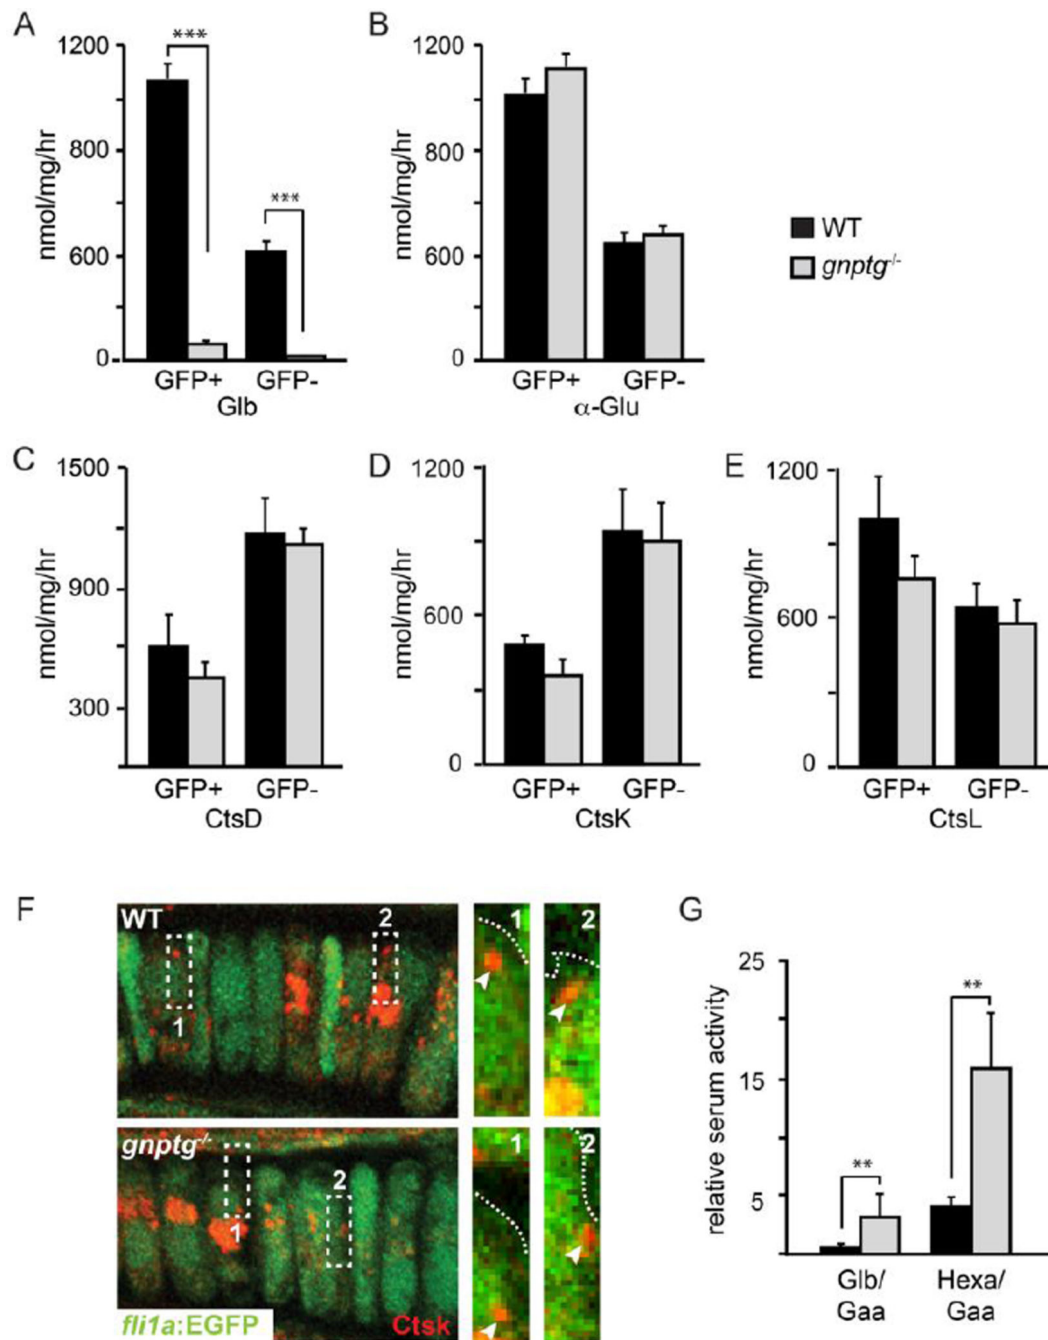 A
1200
800
600
0
nmol/mg/hr
***
***
GFP+ GFP-
Glb
B
1200
800
600
0
nmol/mg/hr
GFP+ GFP-
α-Glu
WT
gnptg-/-
C
1500
900
300
nmol/mg/hr
GFP+ GFP-
CtsD
D
1200
600
0
nmol/mg/hr
GFP+ GFP-
CtsK
E
1200
600
0
nmol/mg/hr
GFP+ GFP-
CtsL
F
WT
1
2
1
2
gnptg-/-
1
2
1
2
fli1a:EGFP
Ctsk
G
25
15
5
relative serum activity
**
**
Glb/ Hexa/
Gaa Gaa